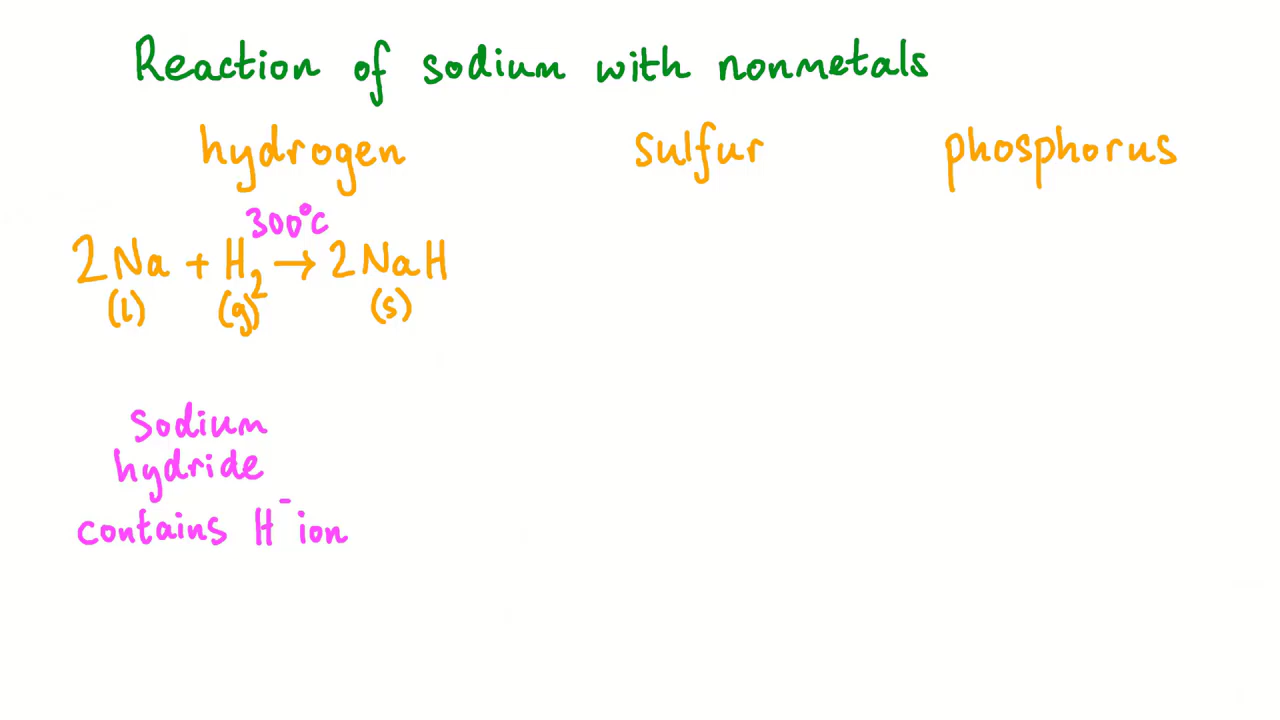 Reaction of sodium with nonmetals
hydrogen sulfur phosphorus
300°C
2Na + H₂ → 2NaH
(l) (g) (s)
sodium
hydride
contains H⁻ ion